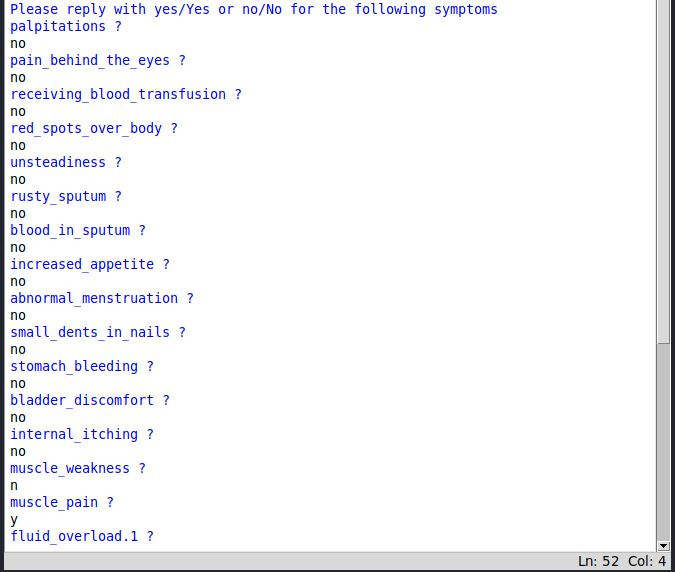 Please reply with yes/Yes or no/No for the following symptoms
palpitations ?
no
pain_behind_the_eyes ?
no
receiving_blood_transfusion ?
no
red_spots_over_body ?
no
unsteadiness ?
no
rusty_sputum ?
no
blood_in_sputum ?
no
increased_appetite ?
no
abnormal_menstruation ?
no
small_dents_in_nails ?
no
stomach_bleeding ?
no
bladder_discomfort ?
no
internal_itching ?
no
muscle_weakness ?
n
muscle_pain ?
y
fluid_overload.1 ?
Ln: 52 Col: 4